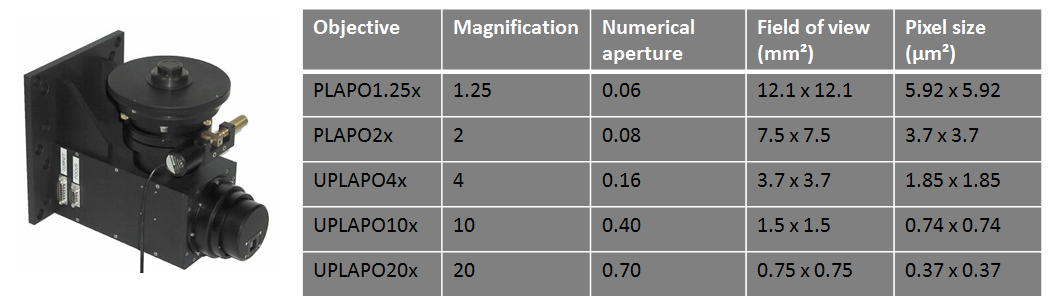 Objective Magnification Numerical aperture Field of view (mm²) Pixel size (µm²)
PLAPO1.25x 1.25 0.06 12.1 x 12.1 5.92 x 5.92
PLAPO2x 2 0.08 7.5 x 7.5 3.7 x 3.7
UPLAPO4x 4 0.16 3.7 x 3.7 1.85 x 1.85
UPLAPO10x 10 0.40 1.5 x 1.5 0.74 x 0.74
UPLAPO20x 20 0.70 0.75 x 0.75 0.37 x 0.37